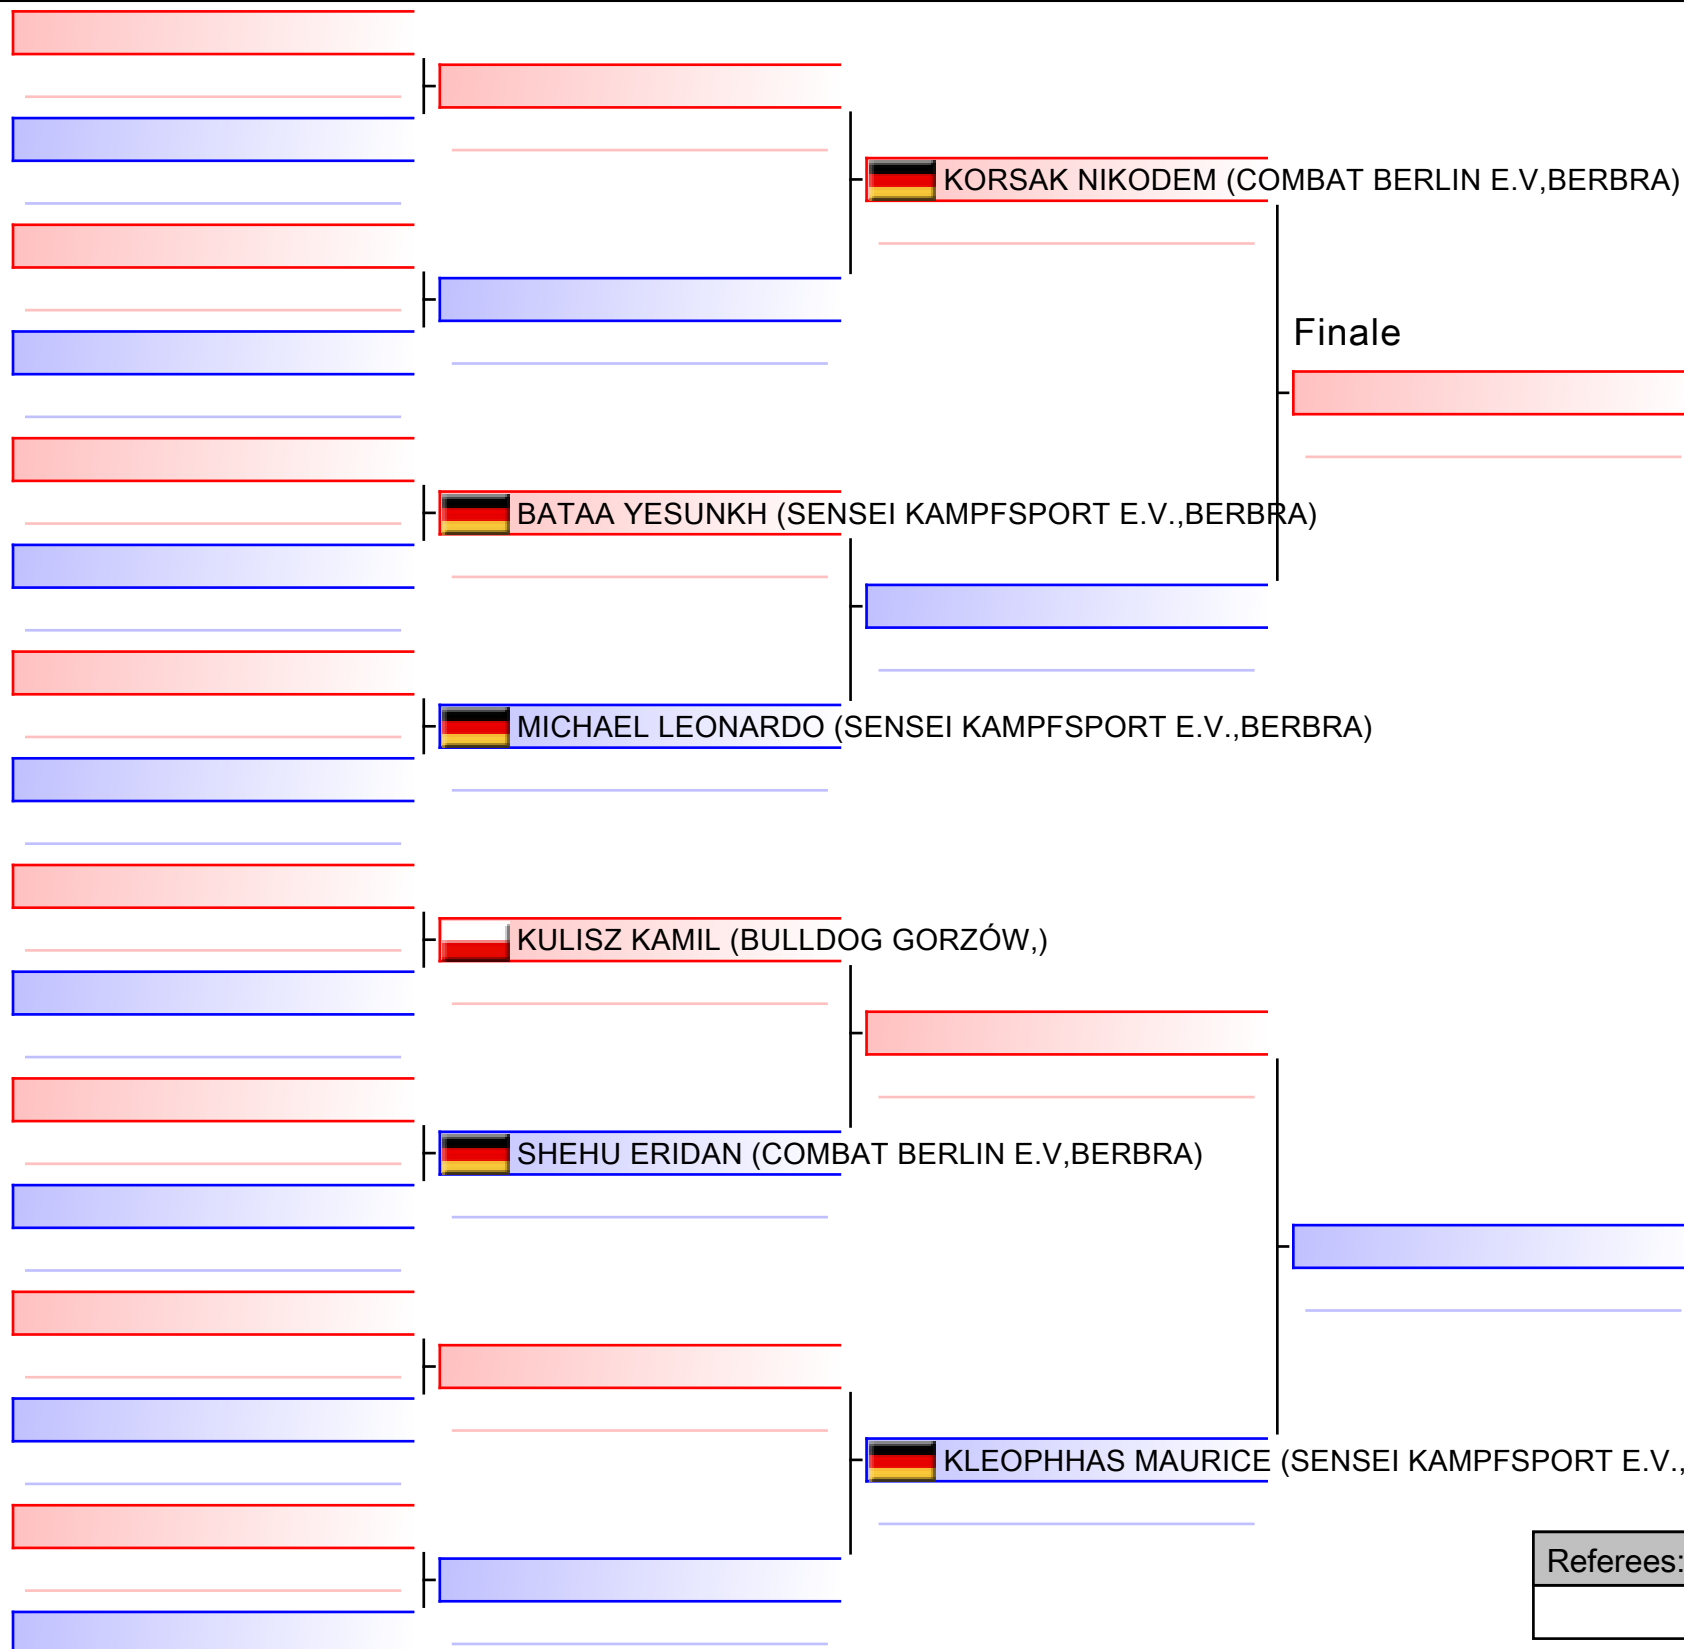 KORSAK NIKODEM (COMBAT BERLIN E.V,BERBRA)
Finale
BATAA YESUNKH (SENSEI KAMPFSPORT E.V.,BERBRA)
MICHAEL LEONARDO (SENSEI KAMPFSPORT E.V.,BERBRA)
KULISZ KAMIL (BULLDOG GORZÓW,)
SHEHU ERIDAN (COMBAT BERLIN E.V,BERBRA)
KLEOPHHAS MAURICE (SENSEI KAMPFSPORT E.V.,
Referees: